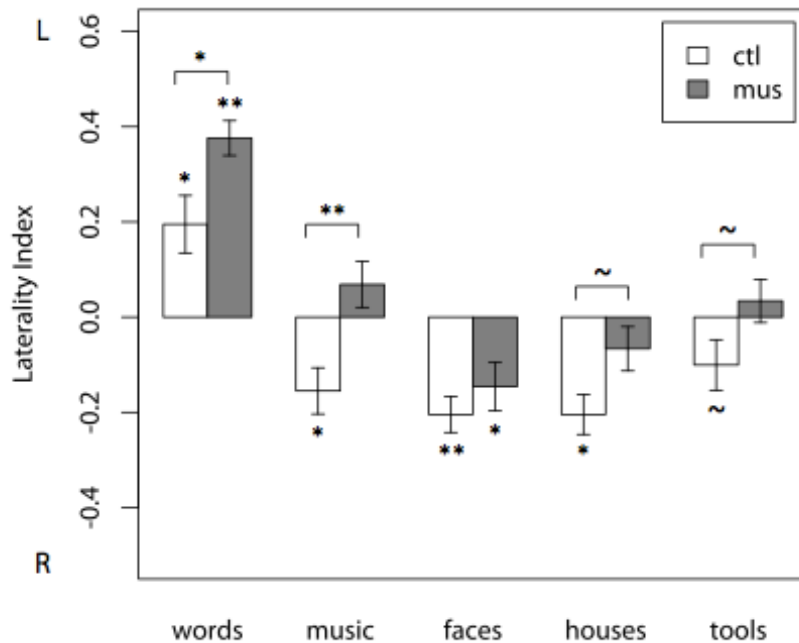 L
0.6
ctl
mus
*
**
0.4
*
**
0.2
~
~
Laterality Index
0.0
-0.2
~
*
**
*
*
-0.4
R
words music faces houses tools